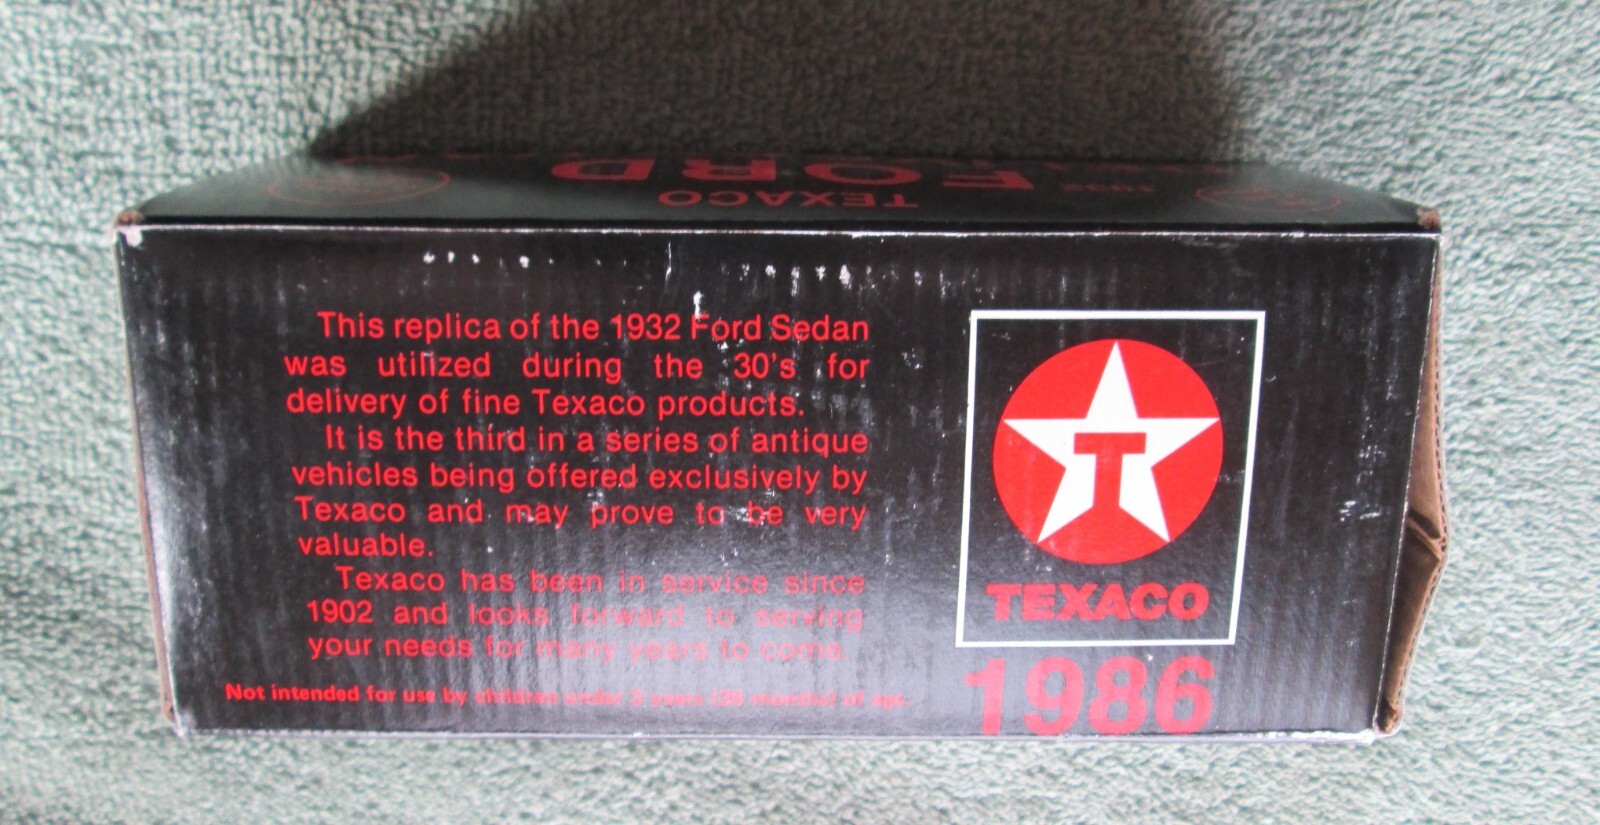 TEXACO
FORD
1932
This replica of the 1932 Ford Sedan
was utilized during the 30's for
delivery of fine Texaco products.
It is the third in a series of antique
vehicles being offered exclusively by
Texaco and may prove to be very
valuable.
Texaco has been in service since
1902 and looks forward to serving
your needs for many years to come.
Not intended for use by children under 3 years (36 months) of age.
T
TEXACO
1986